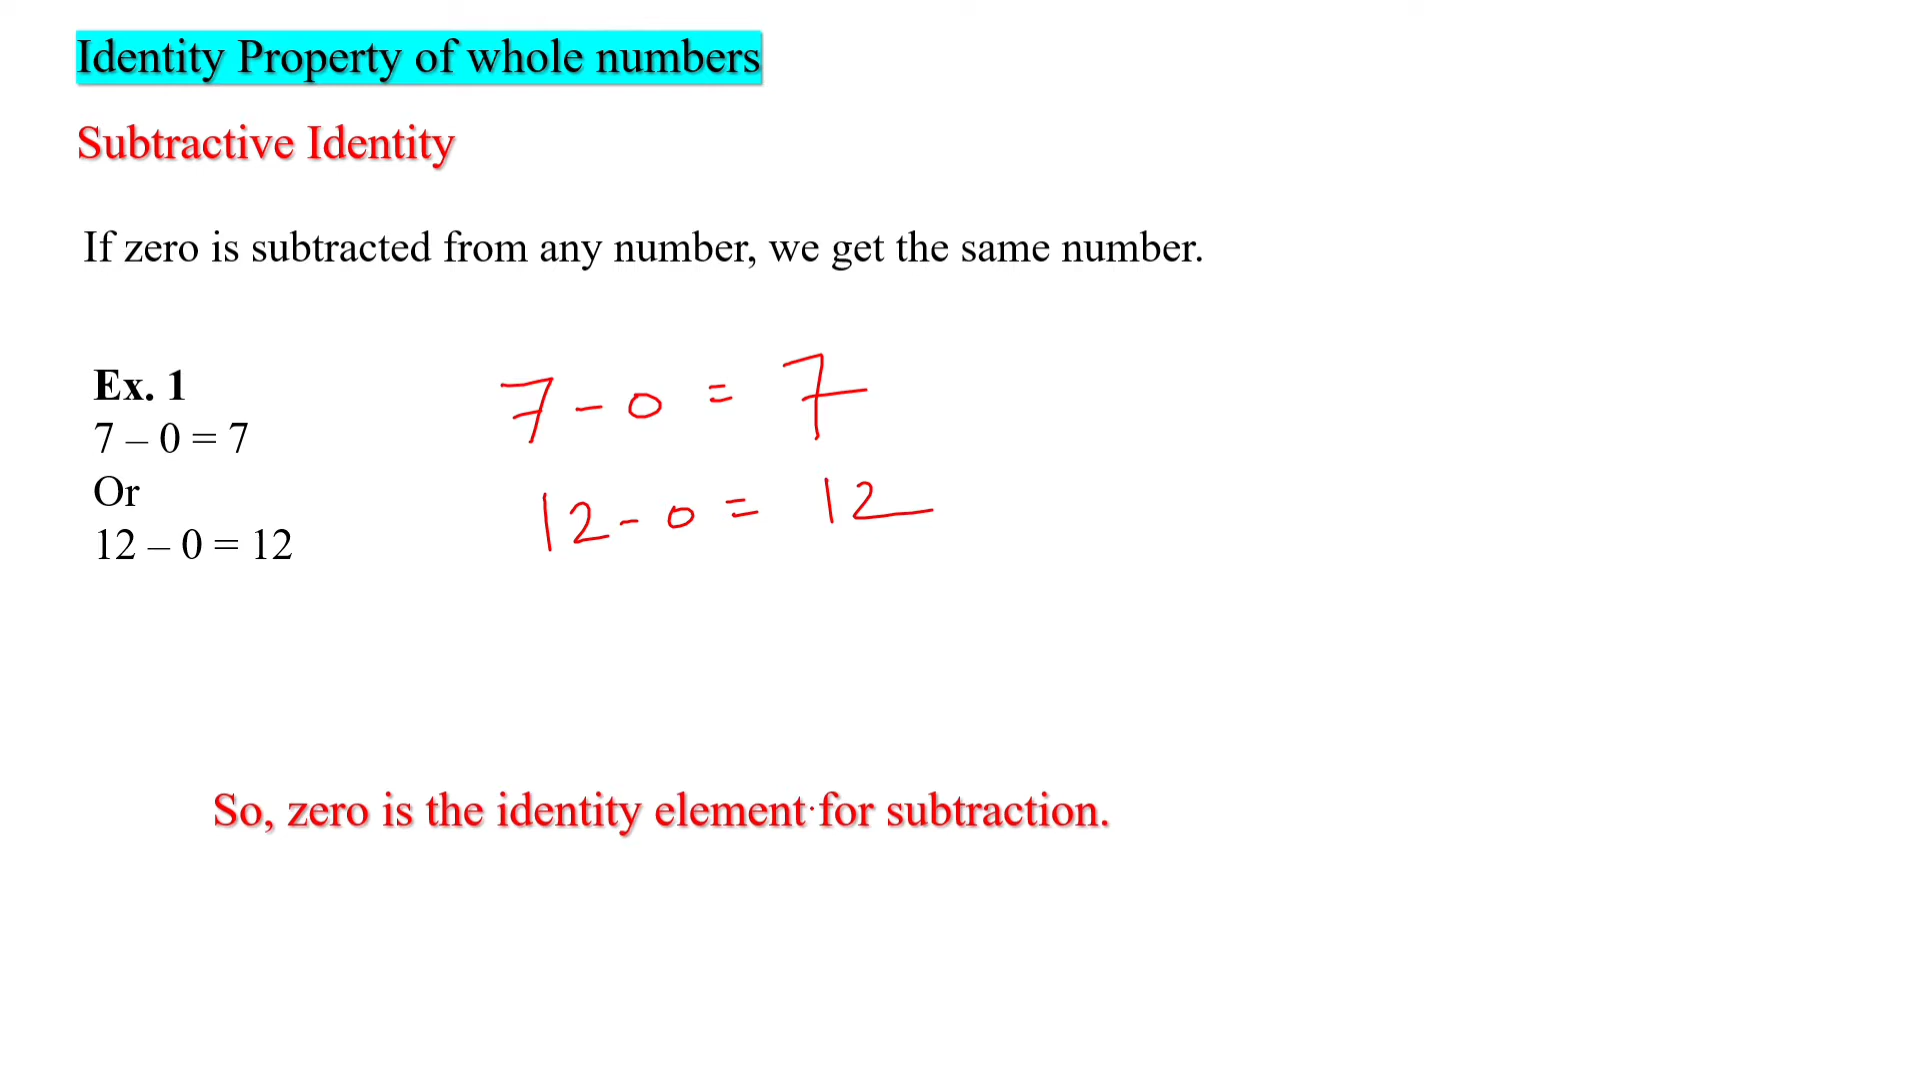 Identity Property of whole numbers
Subtractive Identity
If zero is subtracted from any number, we get the same number.
Ex. 1
7 – 0 = 7
Or
12 – 0 = 12
7 - 0 = 7
12 - 0 = 12
So, zero is the identity element for subtraction.